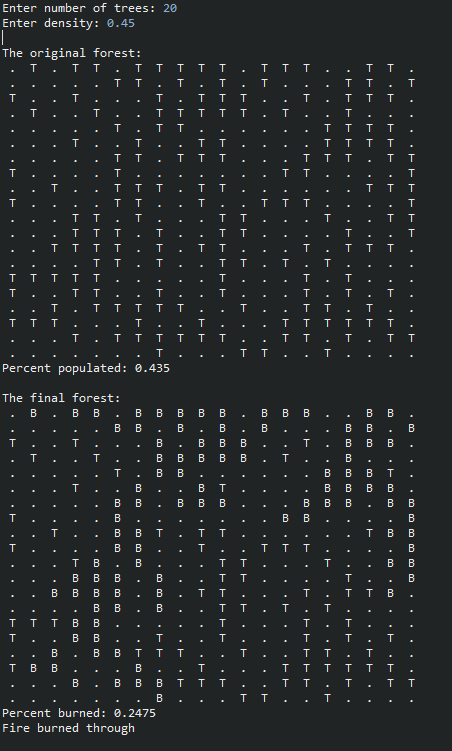 Enter number of trees: 20
Enter density: 0.45
The original forest:
. T . T T . T T T T T . T T T . . T T .
. . . . . T T . T . T . T . . . T T . T
T . . T . . . T . T T T . . T . T T T .
. T . . T . . T T T T T . T . . T . . .
. . . . . T . T T . . . . . . T T T T .
. . . T . . T . . T T . . . . T T T T .
. . . . . T T . T T T . . . T T T . T T
T . . . . T . . . . . . . T T . . . . T
. . T . . T T T . T T . . . . . . T T T
T . . . . T T . . T . . T T T . . . . T
. . . T T . T . . . T T . . . T . . T T
. . . T T T . T . . T T . . . . T . . T
. . T T T T . T . T T . . . T . T T T .
. . . . T T . T . . T T . T . T . . . .
T T T T T . . . . . T . . . T . T . . .
T . . T T . . T . . T . . . T . T . T .
. . T . T T T T T . . T . . T T . T . .
T T T . . . T . . T . . . T T T T T T .
. . . T . T T T T T T . . T T . T . T T
. . . . . . . T . . . T T . . T . . . .
Percent populated: 0.435
The final forest:
. B . B B . B B B B B . B B B . . B B .
. . . . . B B . B . B . B . . . B B . B
T . . T . . . B . B B B . . T . B B B .
. T . . T . . B B B B B . T . . B . . .
. . . . . T . B B . . . . . . B B B T .
. . . T . . B . . B T . . . . B B B B .
. . . . . B B . B B B . . . B B B . B B
T . . . . B . . . . . . . B B . . . . B
. . T . . B B T . T T . . . . . . T B B
T . . . . B B . . T . . T T T . . . . B
. . . T B . B . . . T T . . . T . . B B
. . . B B B . B . . T T . . . . T . . B
. . B B B B . B . T T . . . T . T T B .
. . . . B B . B . . T T . T . T . . . .
T T T B B . . . . . T . . . T . T . . .
T . . B B . . T . . T . . . T . T . T .
. . B . B B T T T . . T . . T T . T . .
T B B . . . B . . T . . . T T T T T T .
. . . B . B B B T T T . . T T . T . T T
. . . . . . . B . . . T T . . T . . . .
Percent burned: 0.2475
Fire burned through